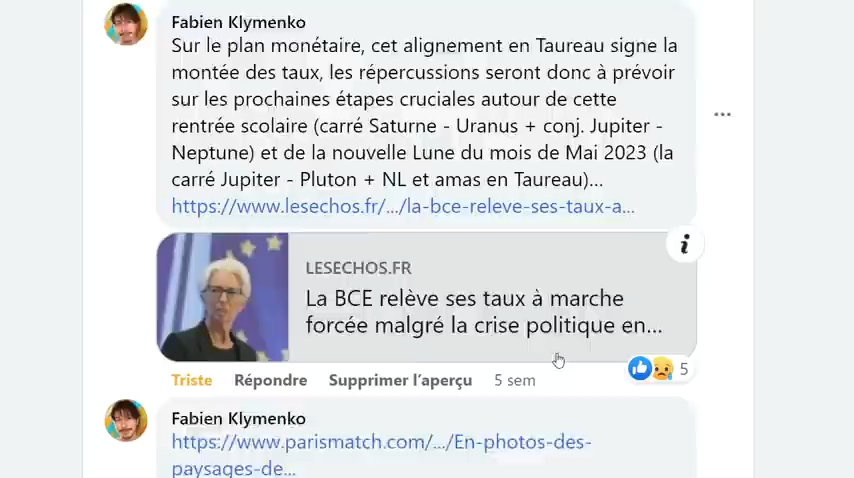 Fabien Klymenko
Sur le plan monétaire, cet alignement en Taureau signe la
montée des taux, les répercussions seront donc à prévoir
sur les prochaines étapes cruciales autour de cette
rentrée scolaire (carré Saturne - Uranus + conj. Jupiter -
Neptune) et de la nouvelle Lune du mois de Mai 2023 (la
carré Jupiter - Pluton + NL et amas en Taureau)...
https://www.lesechos.fr/.../la-bce-releve-ses-taux-a...
LESECHOS.FR
La BCE relève ses taux à marche
forcée malgré la crise politique en...
Triste Répondre Supprimer l'aperçu 5 sem 5
Fabien Klymenko
https://www.parismatch.com/.../En-photos-des-
paysages-de...